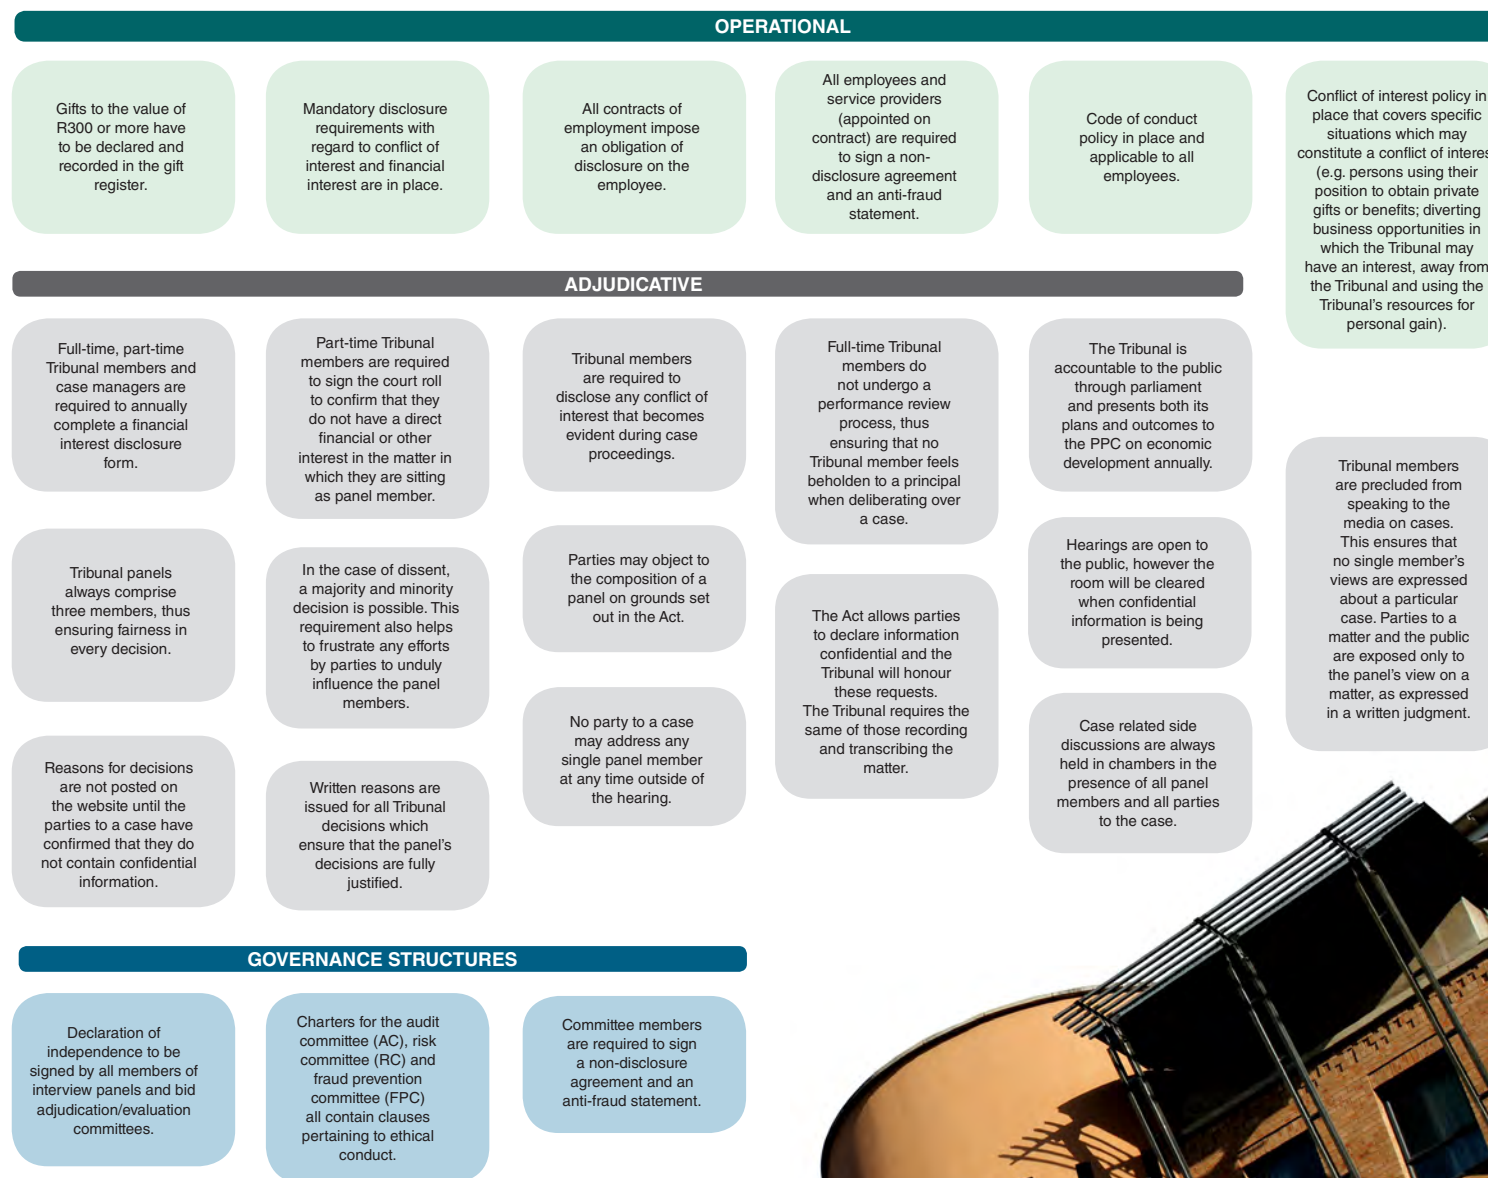 OPERATIONAL
Gifts to the value of
R300 or more have
to be declared and
recorded in the gift
register.
Mandatory disclosure
requirements with
regard to conflict of
interest and financial
interest are in place.
All contracts of
employment impose
an obligation of
disclosure on the
employee.
All employees and
service providers
(appointed on
contract) are required
to sign a non-
disclosure agreement
and an anti-fraud
statement.
Code of conduct
policy in place and
applicable to all
employees.
Conflict of interest policy in
place that covers specific
situations which may
constitute a conflict of interes
(e.g. persons using their
position to obtain private
gifts or benefits; diverting
business opportunities in
which the Tribunal may
have an interest, away from
the Tribunal and using the
Tribunal's resources for
personal gain).
ADJUDICATIVE
Full-time, part-time
Tribunal members and
case managers are
required to annually
complete a financial
interest disclosure
form.
Part-time Tribunal
members are required
to sign the court roll
to confirm that they
do not have a direct
financial or other
interest in the matter in
which they are sitting
as panel member.
Tribunal members
are required to
disclose any conflict of
interest that becomes
evident during case
proceedings.
Full-time Tribunal
members do
not undergo a
performance review
process, thus
ensuring that no
Tribunal member feels
beholden to a principal
when deliberating over
a case.
The Tribunal is
accountable to the public
through parliament
and presents both its
plans and outcomes to
the PPC on economic
development annually.
Tribunal members
are precluded from
speaking to the
media on cases.
This ensures that
no single member's
views are expressed
about a particular
case. Parties to a
matter and the public
are exposed only to
the panel's view on a
matter, as expressed
in a written judgment.
Tribunal panels
always comprise
three members, thus
ensuring fairness in
every decision.
In the case of dissent,
a majority and minority
decision is possible. This
requirement also helps
to frustrate any efforts
by parties to unduly
influence the panel
members.
Parties may object to
the composition of a
panel on grounds set
out in the Act.
The Act allows parties
to declare information
confidential and the
Tribunal will honour
these requests.
The Tribunal requires the
same of those recording
and transcribing the
matter.
Hearings are open to
the public, however the
room will be cleared
when confidential
information is being
presented.
Reasons for decisions
are not posted on
the website until the
parties to a case have
confirmed that they do
not contain confidential
information.
Written reasons are
issued for all Tribunal
decisions which
ensure that the panel's
decisions are fully
justified.
No party to a case
may address any
single panel member
at any time outside of
the hearing.
Case related side
discussions are always
held in chambers in the
presence of all panel
members and all parties
to the case.
GOVERNANCE STRUCTURES
Declaration of
independence to be
signed by all members of
interview panels and bid
adjudication/evaluation
committees.
Charters for the audit
committee (AC), risk
committee (RC) and
fraud prevention
committee (FPC)
all contain clauses
pertaining to ethical
conduct.
Committee members
are required to sign
a non-disclosure
agreement and an
anti-fraud statement.